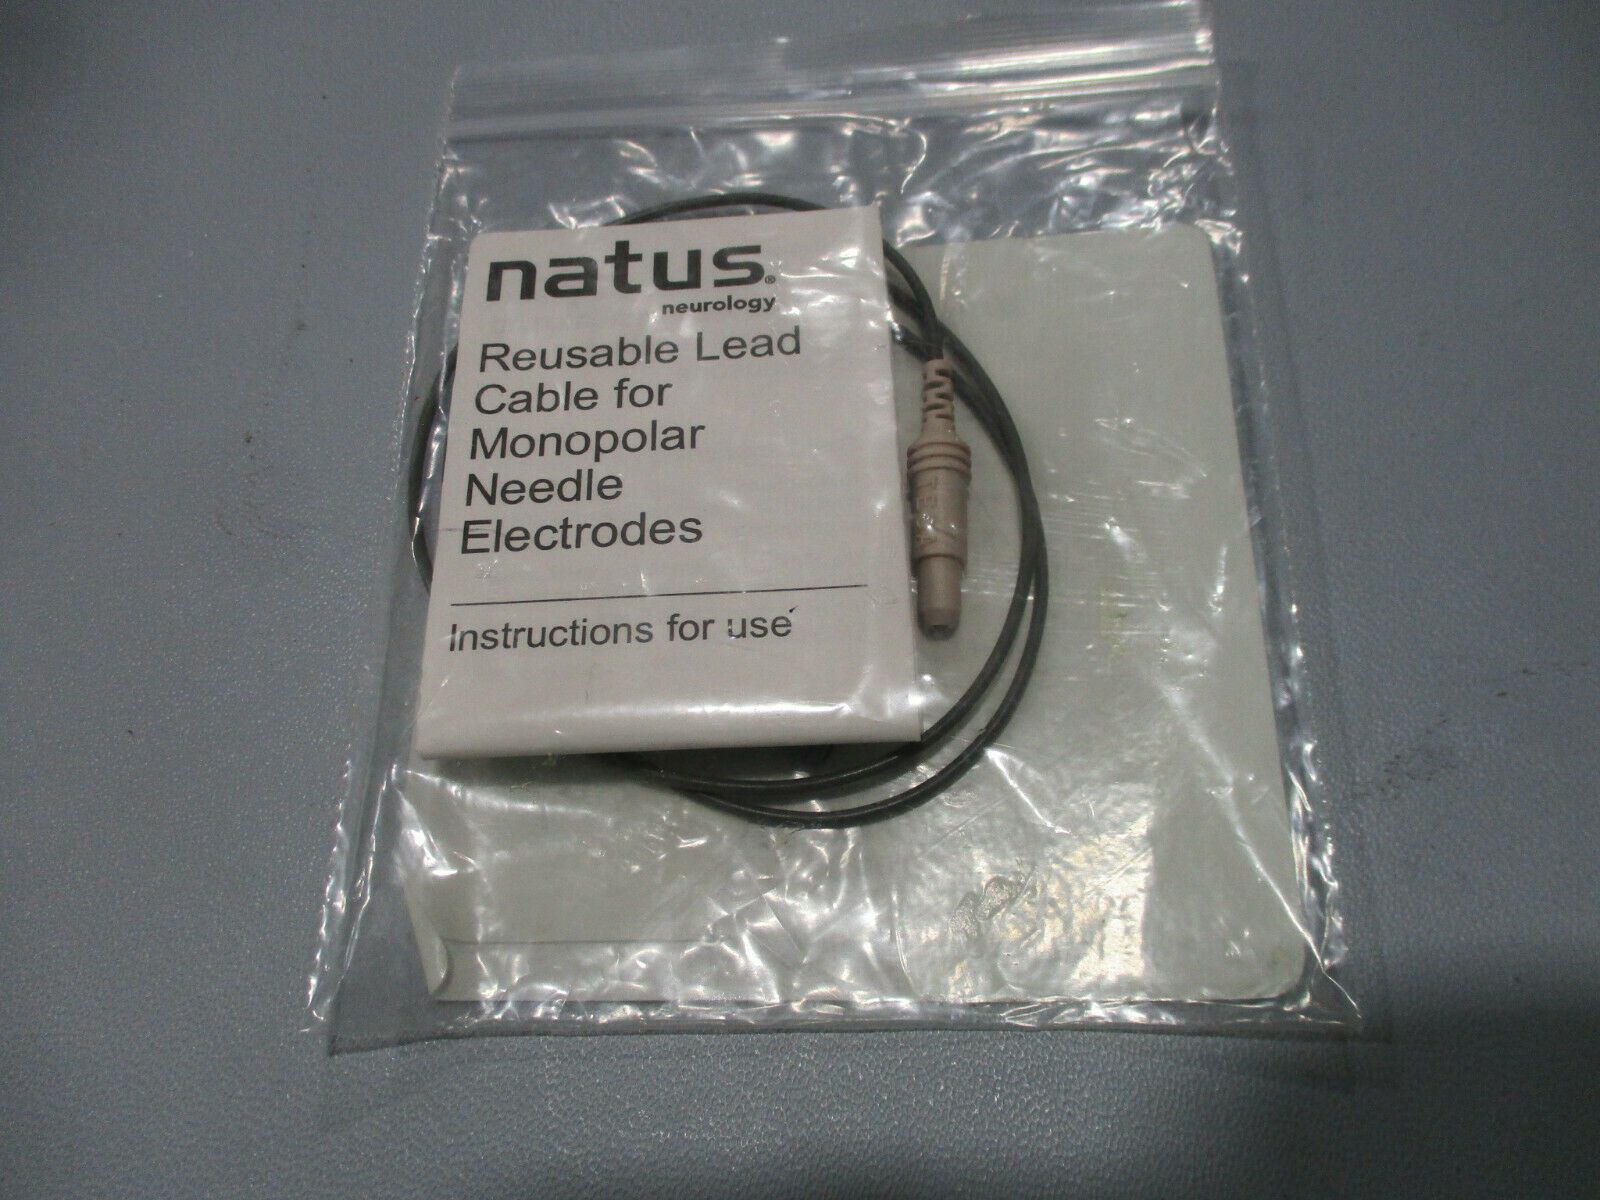 natus®
neurology
Reusable Lead
Cable for
Monopolar
Needle
Electrodes
Instructions for use